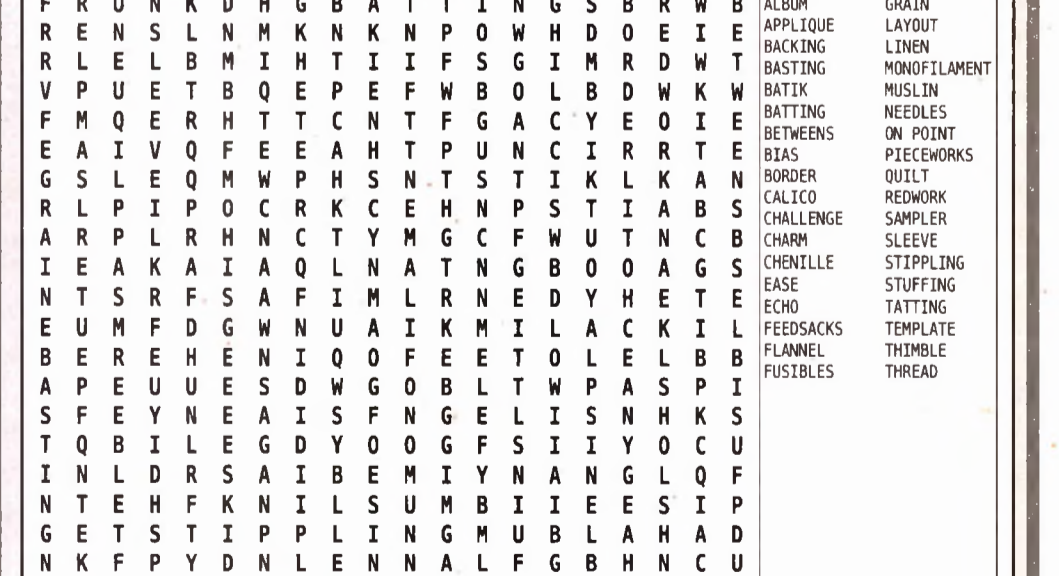 F R U N K D H G B A T T I N G S B R W B
R E N S L N M K N K N P O W H D O E I E
R L E L B M I H T I I F S G I M R D W T
V P U E T B Q E P E F W B O L B D W K W
F M Q E R H T T C N T F G A C Y E O I E
E A I V Q F E E A H T P U N C I R R T E
G S L E Q M W P H S N T S T I K L K A N
R L P I P O C R K C E H N P S T I A B S
A R P L R H N C T Y M G C F W U T N C B
I E A K A I A Q L N A T N G B O O A G S
N T S R F S A F I M L R N E D Y H E T E
E U M F D G W N U A I K M I L A C K I L
B E R E H E N I Q O F E E T O L E L B B
A P E U U E S D W G O B L T W P A S P I
S F E Y N E A I S F N G E L I S N H K S
T Q B I L E G D Y O O G F S I I Y O C U
I N L D R S A I B E M I Y N A N G L Q F
N T E H F K N I L S U M B I I E E S I P
G E T S T I P P L I N G M U B L A H A D
N K F P Y D N L E N N A L F G B H N C U
ALBUM
APPLIQUE
BACKING
BASTING
BATIK
BATTING
BETWEENS
BIAS
BORDER
CALICO
CHALLENGE
CHARM
CHENILLE
EASE
ECHO
FEEDSACKS
FLANNEL
FUSIBLES
GRAIN
LAYOUT
LINEN
MONOFILAMENT
MUSLIN
NEEDLES
ON POINT
PIECEWORKS
QUILT
REDWORK
SAMPLER
SLEEVE
STIPPLING
STUFFING
TATTING
TEMPLATE
THIMBLE
THREAD